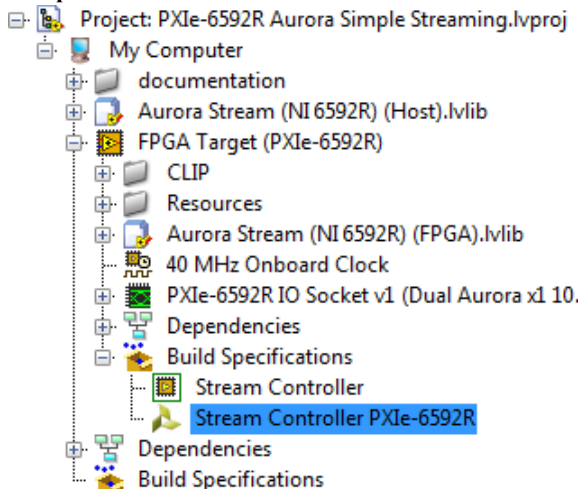 Project: PXIe-6592R Aurora Simple Streaming.lvproj
My Computer
documentation
Aurora Stream (NI 6592R) (Host).lvlib
FPGA Target (PXIe-6592R)
CLIP
Resources
Aurora Stream (NI 6592R) (FPGA).lvlib
40 MHz Onboard Clock
PXIe-6592R IO Socket v1 (Dual Aurora x1 10.
Dependencies
Build Specifications
Stream Controller
Stream Controller PXIe-6592R
Dependencies
Build Specifications